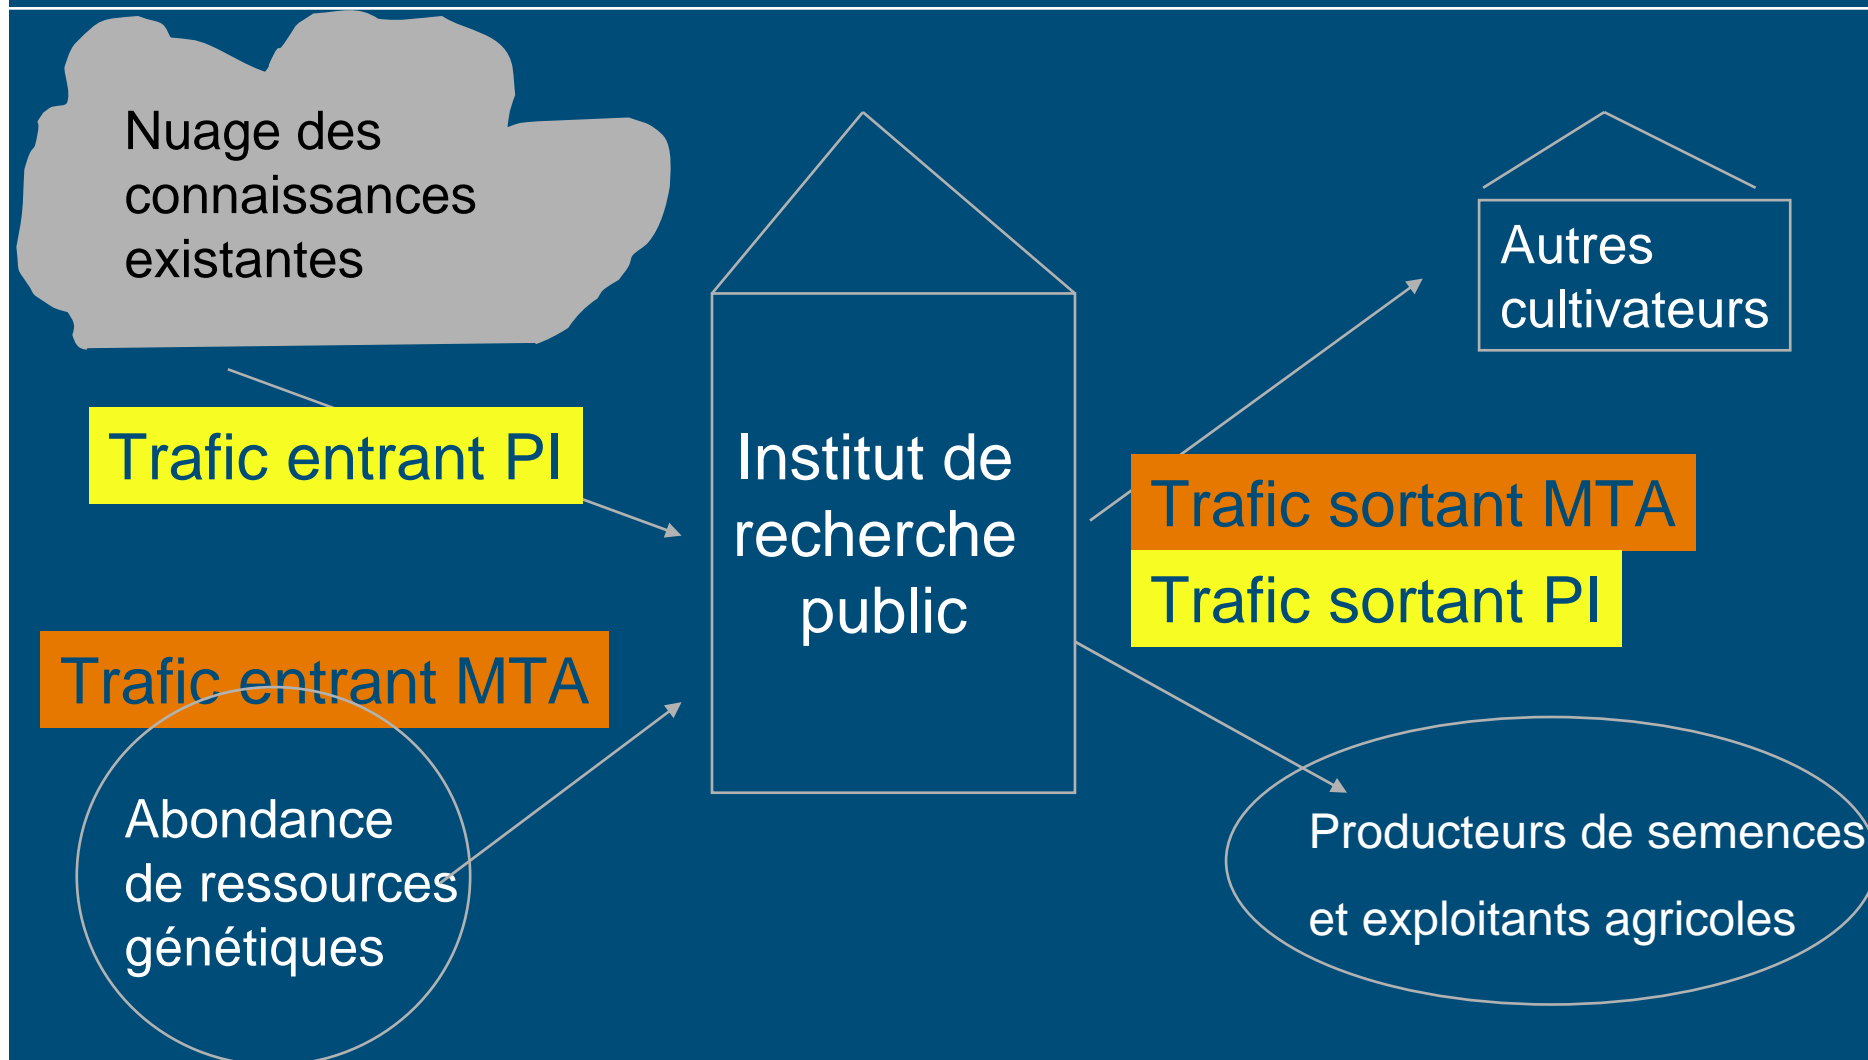 Nuage des
connaissances
existantes
Trafic entrant PI
Trafic entrant MTA
Abondance
de ressources
génétiques
Institut de
recherche
public
Autres
cultivateurs
Trafic sortant MTA
Trafic sortant PI
Producteurs de semences
et exploitants agricoles